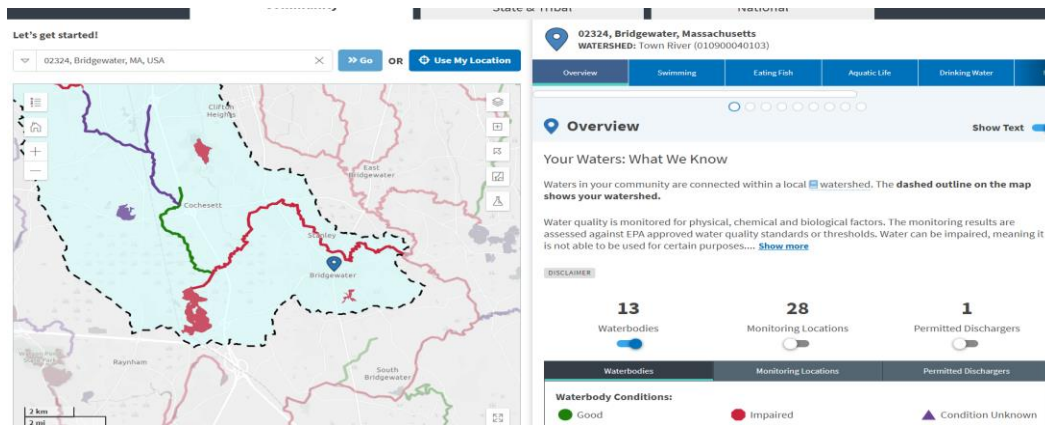 Community
State & Tribal
National
Let's get started!
02324, Bridgewater, MA, USA
Go
OR
Use My Location
Clifton
Heights
East
Bridgewater
Cochesett
Stanley
Bridgewater
Raynham
South
Bridgewater
2 km
2 mi
02324, Bridgewater, Massachusetts
WATERSHED: Town River (010900040103)
Overview
Swimming
Eating Fish
Aquatic Life
Drinking Water
Overview
Show Text
Your Waters: What We Know
Waters in your community are connected within a local watershed. The dashed outline on the map
shows your watershed.
Water quality is monitored for physical, chemical and biological factors. The monitoring results are
assessed against EPA approved water quality standards or thresholds. Water can be impaired, meaning it
is not able to be used for certain purposes.... Show more
DISCLAIMER
13
Waterbodies
28
Monitoring Locations
1
Permitted Dischargers
Waterbodies
Monitoring Locations
Permitted Dischargers
Waterbody Conditions:
Good
Impaired
Condition Unknown